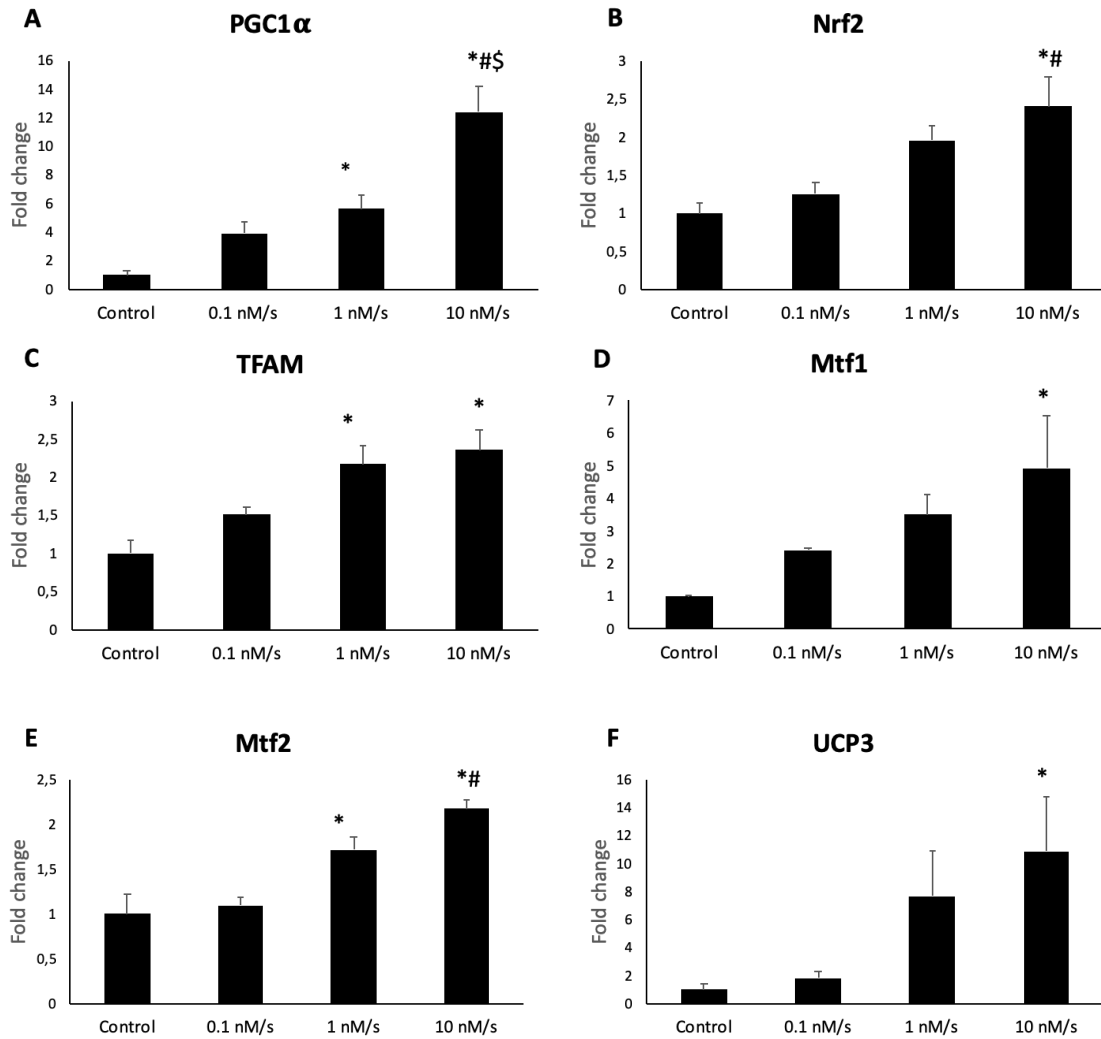 A
PGC1α
Fold change
16
14
12
10
8
6
4
2
0
*
*#$
Control 0.1 nM/s 1 nM/s 10 nM/s
B
Nrf2
Fold change
3
2,5
2
1,5
1
0,5
0
*#
Control 0.1 nM/s 1 nM/s 10 nM/s
C
TFAM
Fold change
3
2,5
2
1,5
1
0,5
0
*
*
Control 0.1 nM/s 1 nM/s 10 nM/s
D
Mtf1
Fold change
7
6
5
4
3
2
1
0
*
Control 0.1 nM/s 1 nM/s 10 nM/s
E
Mtf2
Fold change
2,5
2
1,5
1
0,5
0
*
*#
Control 0.1 nM/s 1 nM/s 10 nM/s
F
UCP3
Fold change
16
14
12
10
8
6
4
2
0
*
Control 0.1 nM/s 1 nM/s 10 nM/s